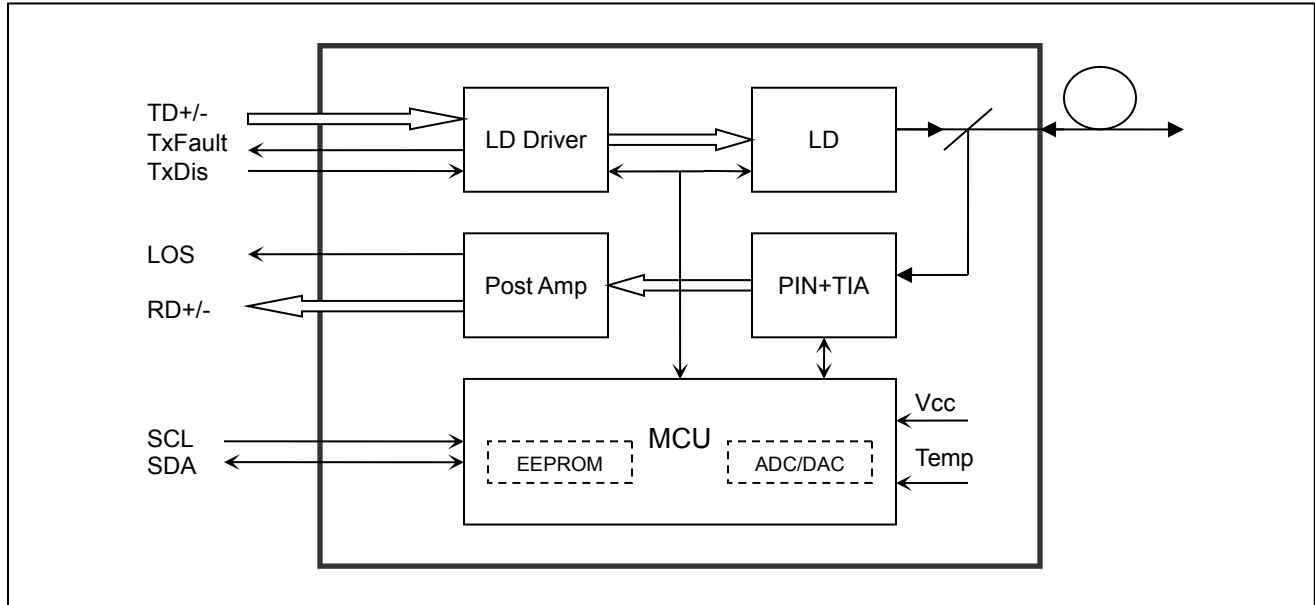 TD+/-
TxFault
TxDis
LD Driver
LD
LOS
RD+/-
Post Amp
PIN+TIA
SCL
SDA
MCU
EEPROM
ADC/DAC
Vcc
Temp